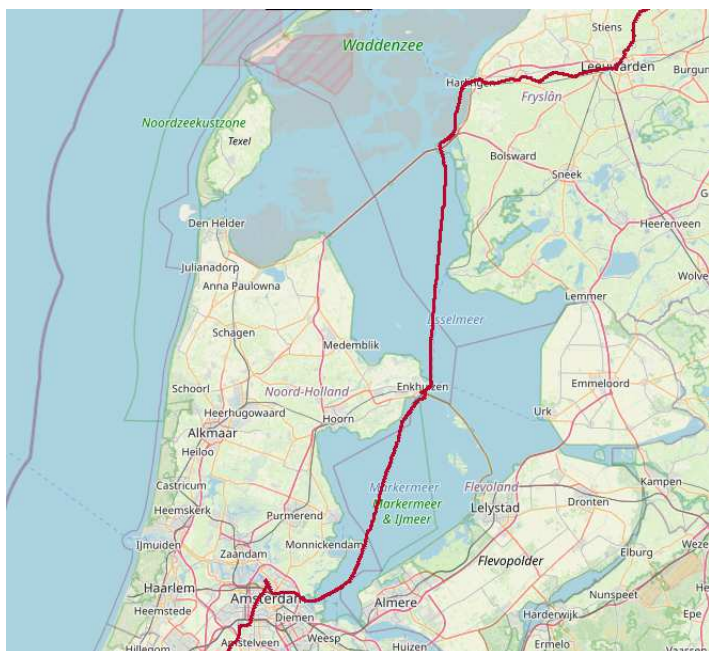 Waddenzee
Stiens
Leeuwarden
Burgum
Harlingen
Fryslân
Noordzeekustzone
Texel
Bolsward
Sneek
Den Helder
Heerenveen
Julianadorp
Anna Paulowna
Wolve
Lemmer
IJsselmeer
Schagen
Medemblik
Schoorl
Noord-Holland
Enkhuizen
Emmeloord
Heerhugowaard
Hoorn
Urk
Alkmaar
Heiloo
Castricum
Markermeer
Flevoland
Kampen
Markermeer
& IJmeer
Lelystad
Dronten
Heemskerk
Purmerend
IJmuiden
Zaandam
Monnickendam
Flevopolder
Elburg
Weze
Haarlem
Amsterdam
Almere
Nunspeet
Heemstede
Diemen
Harderwijk
Epe
Hillegom
Amstelveen
Weesp
Huizen
Ermelo
Vaassen